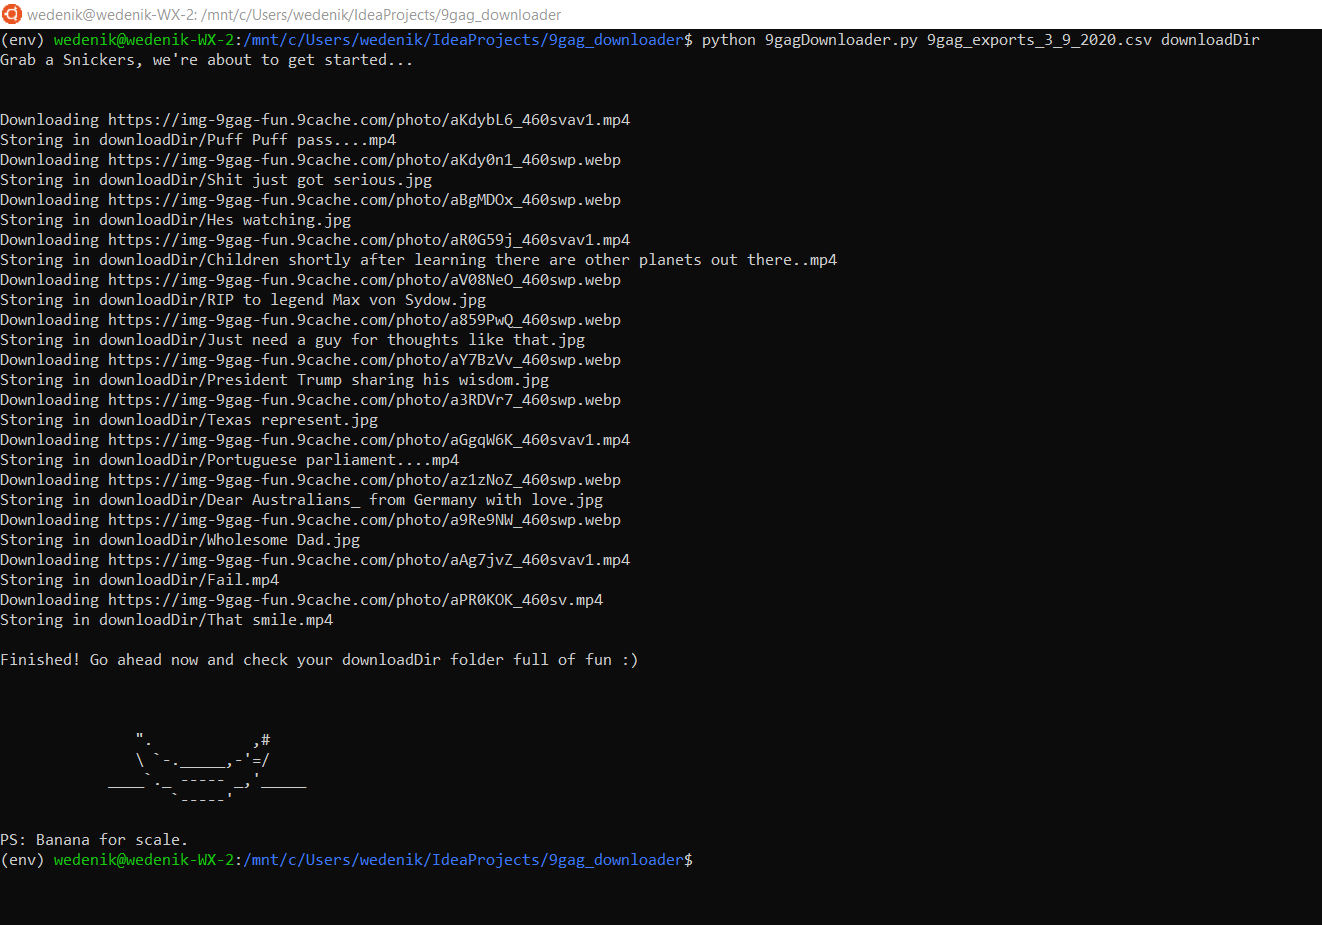 wedenik@wedenik-WX-2: /mnt/c/Users/wedenik/IdeaProjects/9gag_downloader
(env) wedenik@wedenik-WX-2:/mnt/c/Users/wedenik/IdeaProjects/9gag_downloader$ python 9gagDownloader.py 9gag_exports_3_9_2020.csv downloadDir
Grab a Snickers, we're about to get started...
Downloading https://img-9gag-fun.9cache.com/photo/aKdybL6_460svav1.mp4
Storing in downloadDir/Puff Puff pass....mp4
Downloading https://img-9gag-fun.9cache.com/photo/aKdy0n1_460swp.webp
Storing in downloadDir/Shit just got serious.jpg
Downloading https://img-9gag-fun.9cache.com/photo/aBgMDOx_460swp.webp
Storing in downloadDir/Hes watching.jpg
Downloading https://img-9gag-fun.9cache.com/photo/aR0G59j_460svav1.mp4
Storing in downloadDir/Children shortly after learning there are other planets out there..mp4
Downloading https://img-9gag-fun.9cache.com/photo/aV08NeO_460swp.webp
Storing in downloadDir/RIP to legend Max von Sydow.jpg
Downloading https://img-9gag-fun.9cache.com/photo/a859PwQ_460swp.webp
Storing in downloadDir/Just need a guy for thoughts like that.jpg
Downloading https://img-9gag-fun.9cache.com/photo/aY7BzVv_460swp.webp
Storing in downloadDir/President Trump sharing his wisdom.jpg
Downloading https://img-9gag-fun.9cache.com/photo/a3RDVr7_460swp.webp
Storing in downloadDir/Texas represent.jpg
Downloading https://img-9gag-fun.9cache.com/photo/aGgqW6K_460svav1.mp4
Storing in downloadDir/Portuguese parliament....mp4
Downloading https://img-9gag-fun.9cache.com/photo/az1zNoZ_460swp.webp
Storing in downloadDir/Dear Australians_ from Germany with love.jpg
Downloading https://img-9gag-fun.9cache.com/photo/a9Re9NW_460swp.webp
Storing in downloadDir/Wholesome Dad.jpg
Downloading https://img-9gag-fun.9cache.com/photo/aAg7jvZ_460svav1.mp4
Storing in downloadDir/Fail.mp4
Downloading https://img-9gag-fun.9cache.com/photo/aPR0KOK_460sv.mp4
Storing in downloadDir/That smile.mp4
Finished! Go ahead now and check your downloadDir folder full of fun :)
               ".           ,#
               \ `-._____,-'=/
            ____`._ ----- _,'_____
                   `-----'
PS: Banana for scale.
(env) wedenik@wedenik-WX-2:/mnt/c/Users/wedenik/IdeaProjects/9gag_downloader$